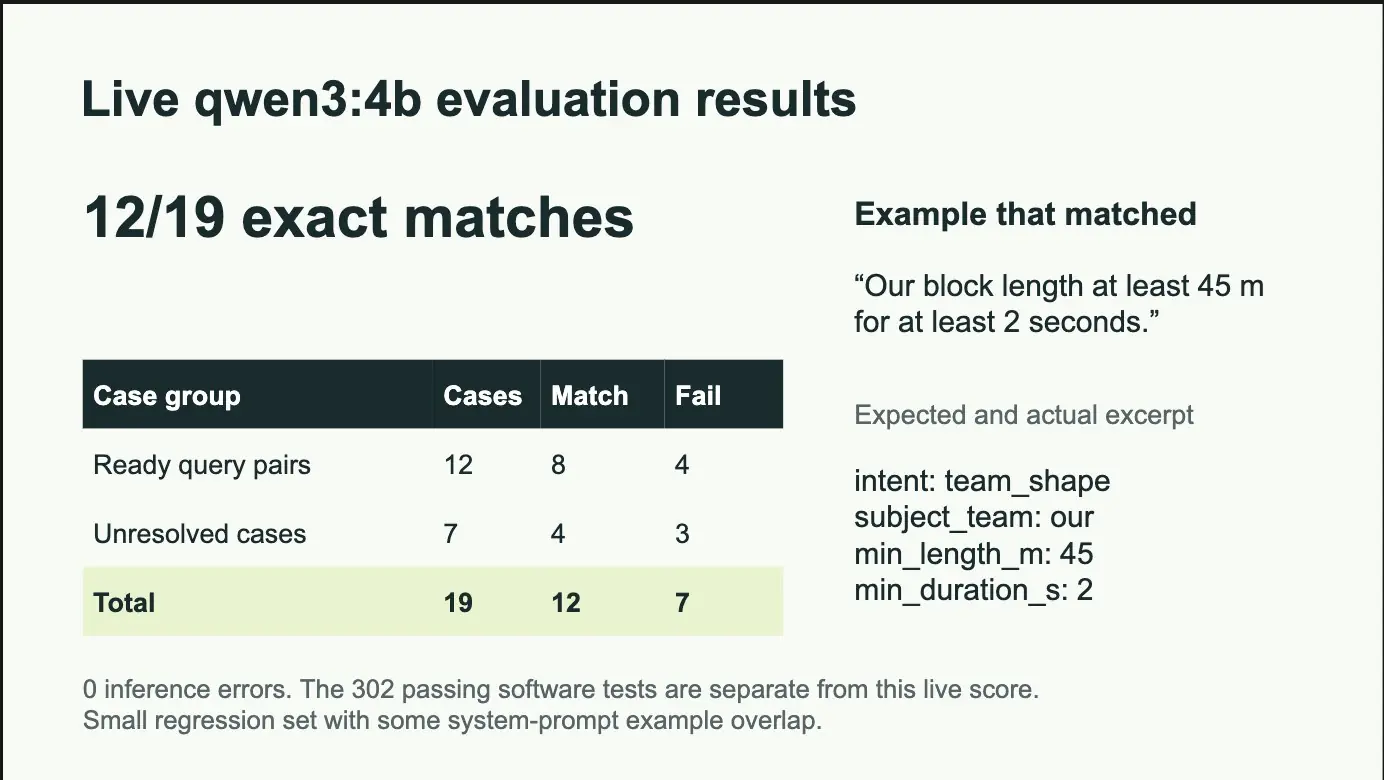 Live qwen3:4b evaluation results
12/19 exact matches
Case group Cases Match Fail
Ready query pairs 12 8 4
Unresolved cases 7 4 3
Total 19 12 7
Example that matched
“Our block length at least 45 m
for at least 2 seconds.”
Expected and actual excerpt
intent: team_shape
subject_team: our
min_length_m: 45
min_duration_s: 2
0 inference errors. The 302 passing software tests are separate from this live score.
Small regression set with some system-prompt example overlap.